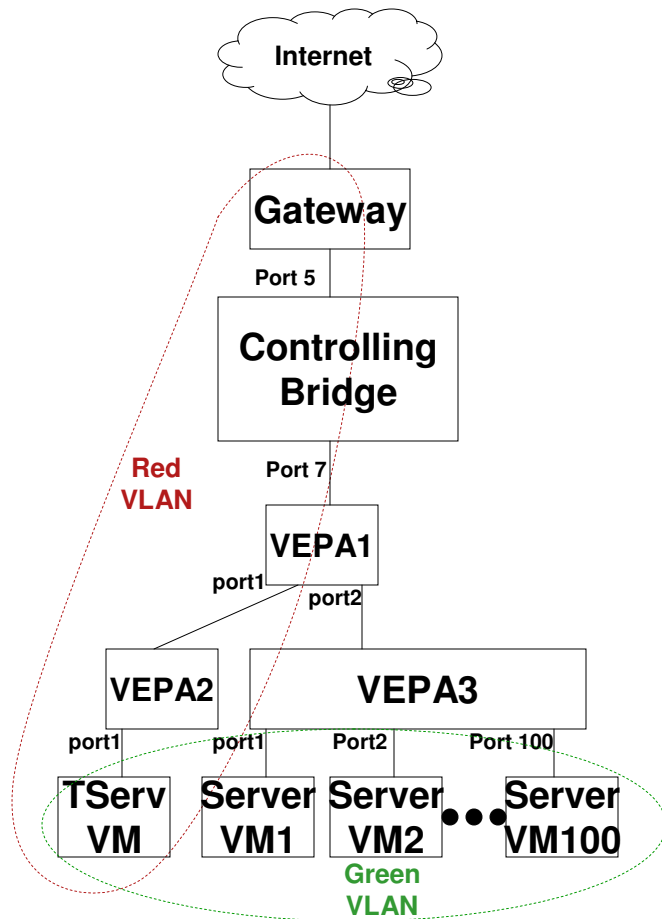 Internet
Gateway
Port 5
Controlling
Bridge
Port 7
Red
VLAN
VEPA1
port1
port2
VEPA2
VEPA3
port1
port1
Port2
Port 100
TServ
VM
Server
VM1
Server
VM2
Server
VM100
Green
VLAN